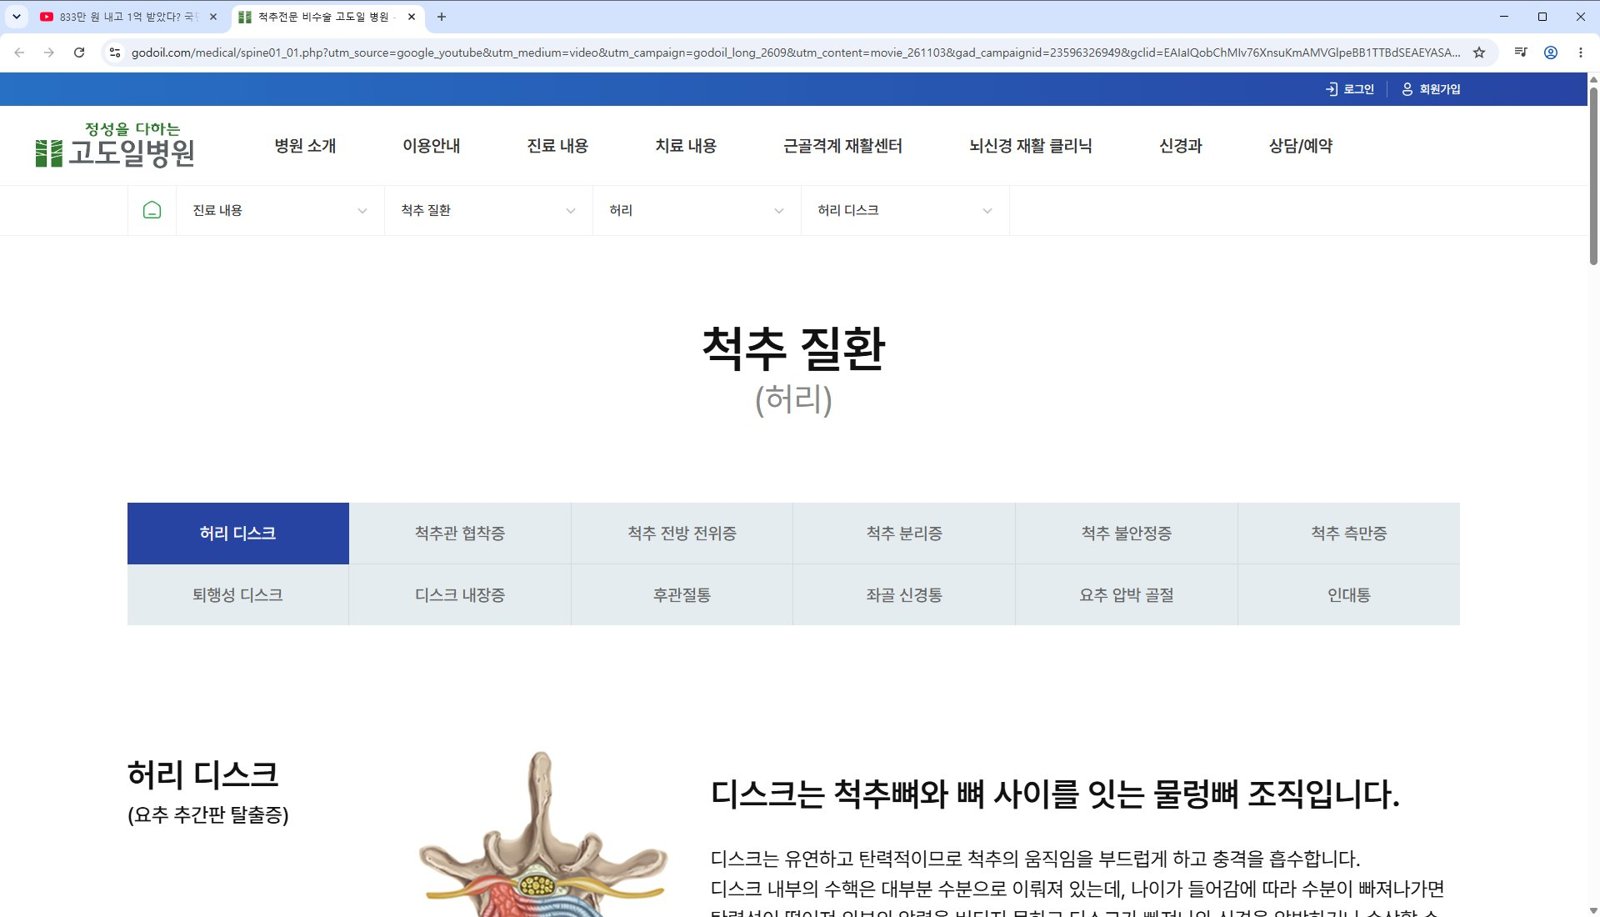 833만 원 내고 1억 받았다? 국
척추전문 비수술 고도일 병원
godoil.com/medical/spine01_01.php?utm_source=google_youtube&utm_medium=video&utm_campaign=godoil_long_2609&utm_content=movie_261103&gad_campaignid=23596326949&gclid=EAIaIQobChMIv76XnsuKmAMVGlpeBB1TTBdSEAEYASA...
로그인 회원가입
정성을 다하는
고도일병원
병원 소개 이용안내 진료 내용 치료 내용 근골격계 재활센터 뇌신경 재활 클리닉 신경과 상담/예약
진료 내용 척추 질환 허리 허리 디스크
척추 질환
(허리)
허리 디스크 척추관 협착증 척추 전방 전위증 척추 분리증 척추 불안정증 척추 측만증
퇴행성 디스크 디스크 내장증 후관절통 좌골 신경통 요추 압박 골절 인대통
허리 디스크
(요추 추간판 탈출증)
디스크는 척추뼈와 뼈 사이를 잇는 물렁뼈 조직입니다.
디스크는 유연하고 탄력적이므로 척추의 움직임을 부드럽게 하고 충격을 흡수합니다.
디스크 내부의 수핵은 대부분 수분으로 이뤄져 있는데, 나이가 들어감에 따라 수분이 빠져나가면